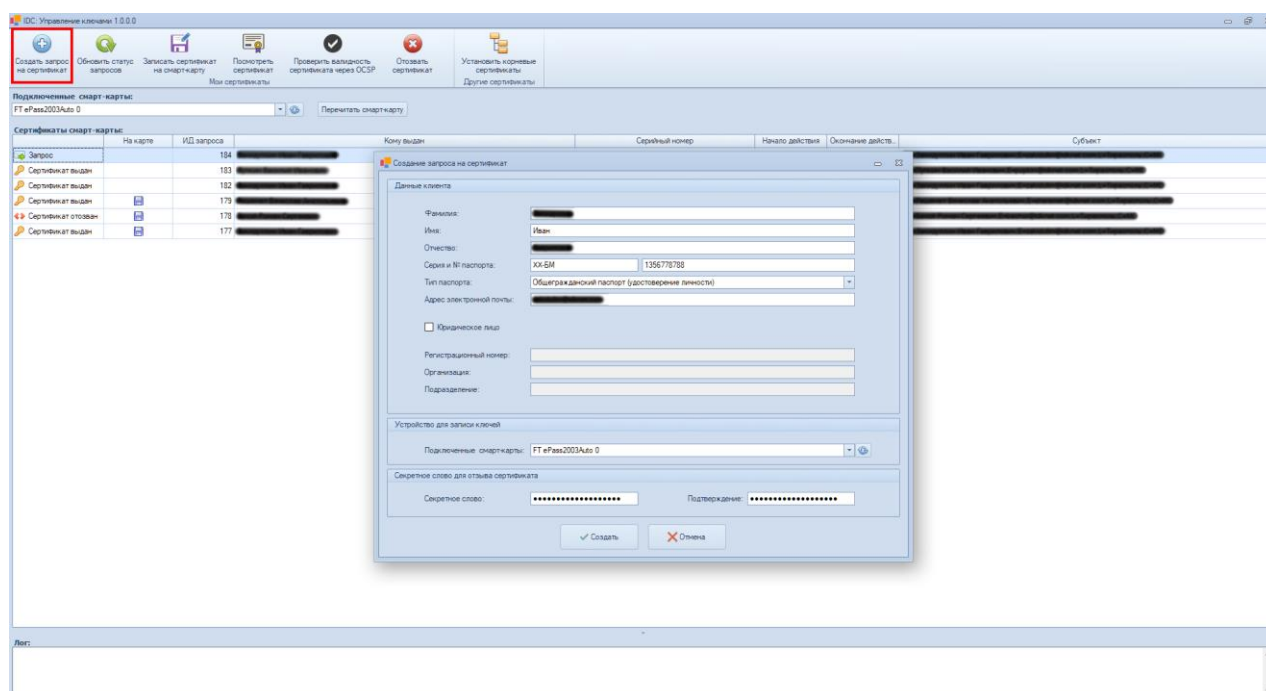 IDC: Управление ключами 1.0.0.0
Создать запрос на сертификат
Обновить статус запросов
Записать сертификат на смарт-карту
Посмотреть сертификат
Проверить валидность сертификата через OCSP
Отозвать сертификат
Установить корневые сертификаты
Мои сертификаты
Другие сертификаты
Подключенные смарт-карты:
FT ePass2003Auto 0
Перечитать смарт-карту
Сертификаты смарт-карты:
На карте ИД запроса Кому выдан Серийный номер Начало действия Окончание действ... Субъект
Запрос 184
Сертификат выдан 183
Сертификат выдан 182
Сертификат выдан 179
Сертификат отозван 178
Сертификат выдан 177
Создание запроса на сертификат
Данные клиента
Фамилия:
Имя: Иван
Отчество:
Серия и № паспорта: XX-БМ 1356778788
Тип паспорта: Общегражданский паспорт (удостоверение личности)
Адрес электронной почты:
Юридическое лицо
Регистрационный номер:
Организация:
Подразделение:
Устройство для записи ключей
Подключенные смарт-карты: FT ePass2003Auto 0
Секретное слово для отзыва сертификата
Секретное слово: Подтверждение:
Создать Отмена
Лог: